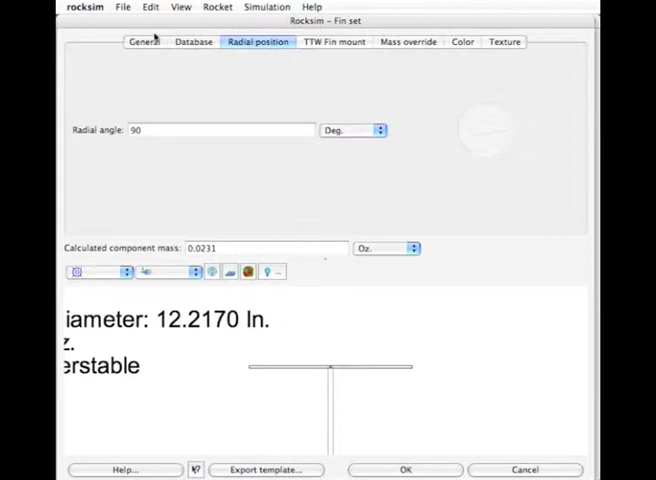 rocksim File Edit View Rocket Simulation Help
Rocksim - Fin set
General Database Radial position TTW Fin mount Mass override Color Texture
Radial angle: 90 Deg.
Calculated component mass: 0.0231 Oz.
iameter: 12.2170 In.
z.
erstable
Help... Export template... OK Cancel